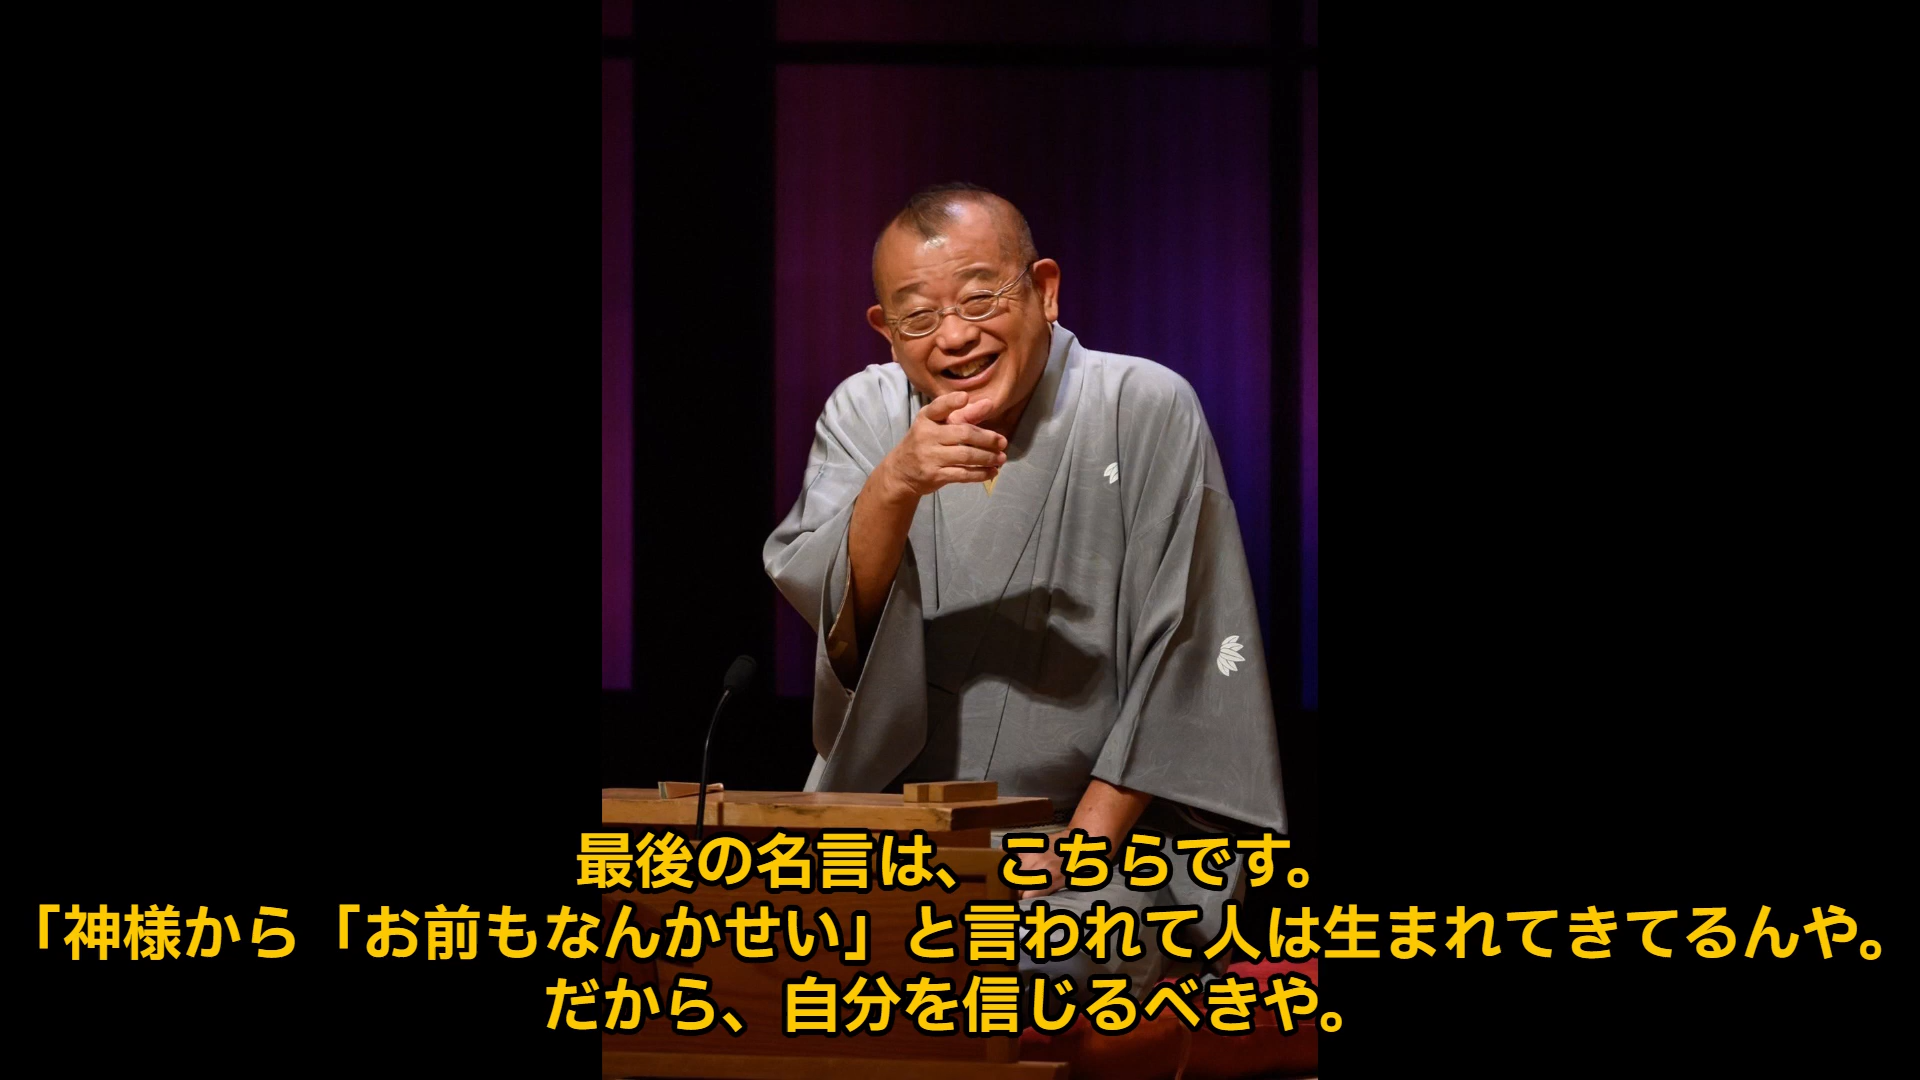 最後の名言は、こちらです。
「神様から「お前もなんかせい」と言われて人は生まれてきてるんや。
だから、自分を信じるべきや。